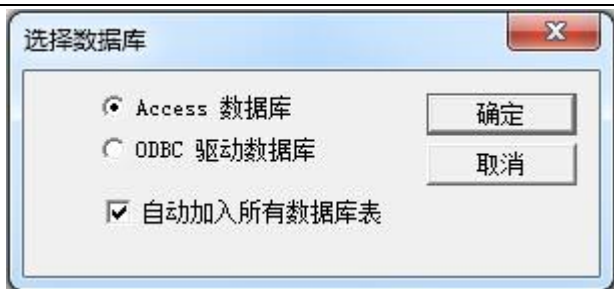 选择数据库
Access 数据库
确定
ODBC 驱动数据库
取消
自动加入所有数据库表